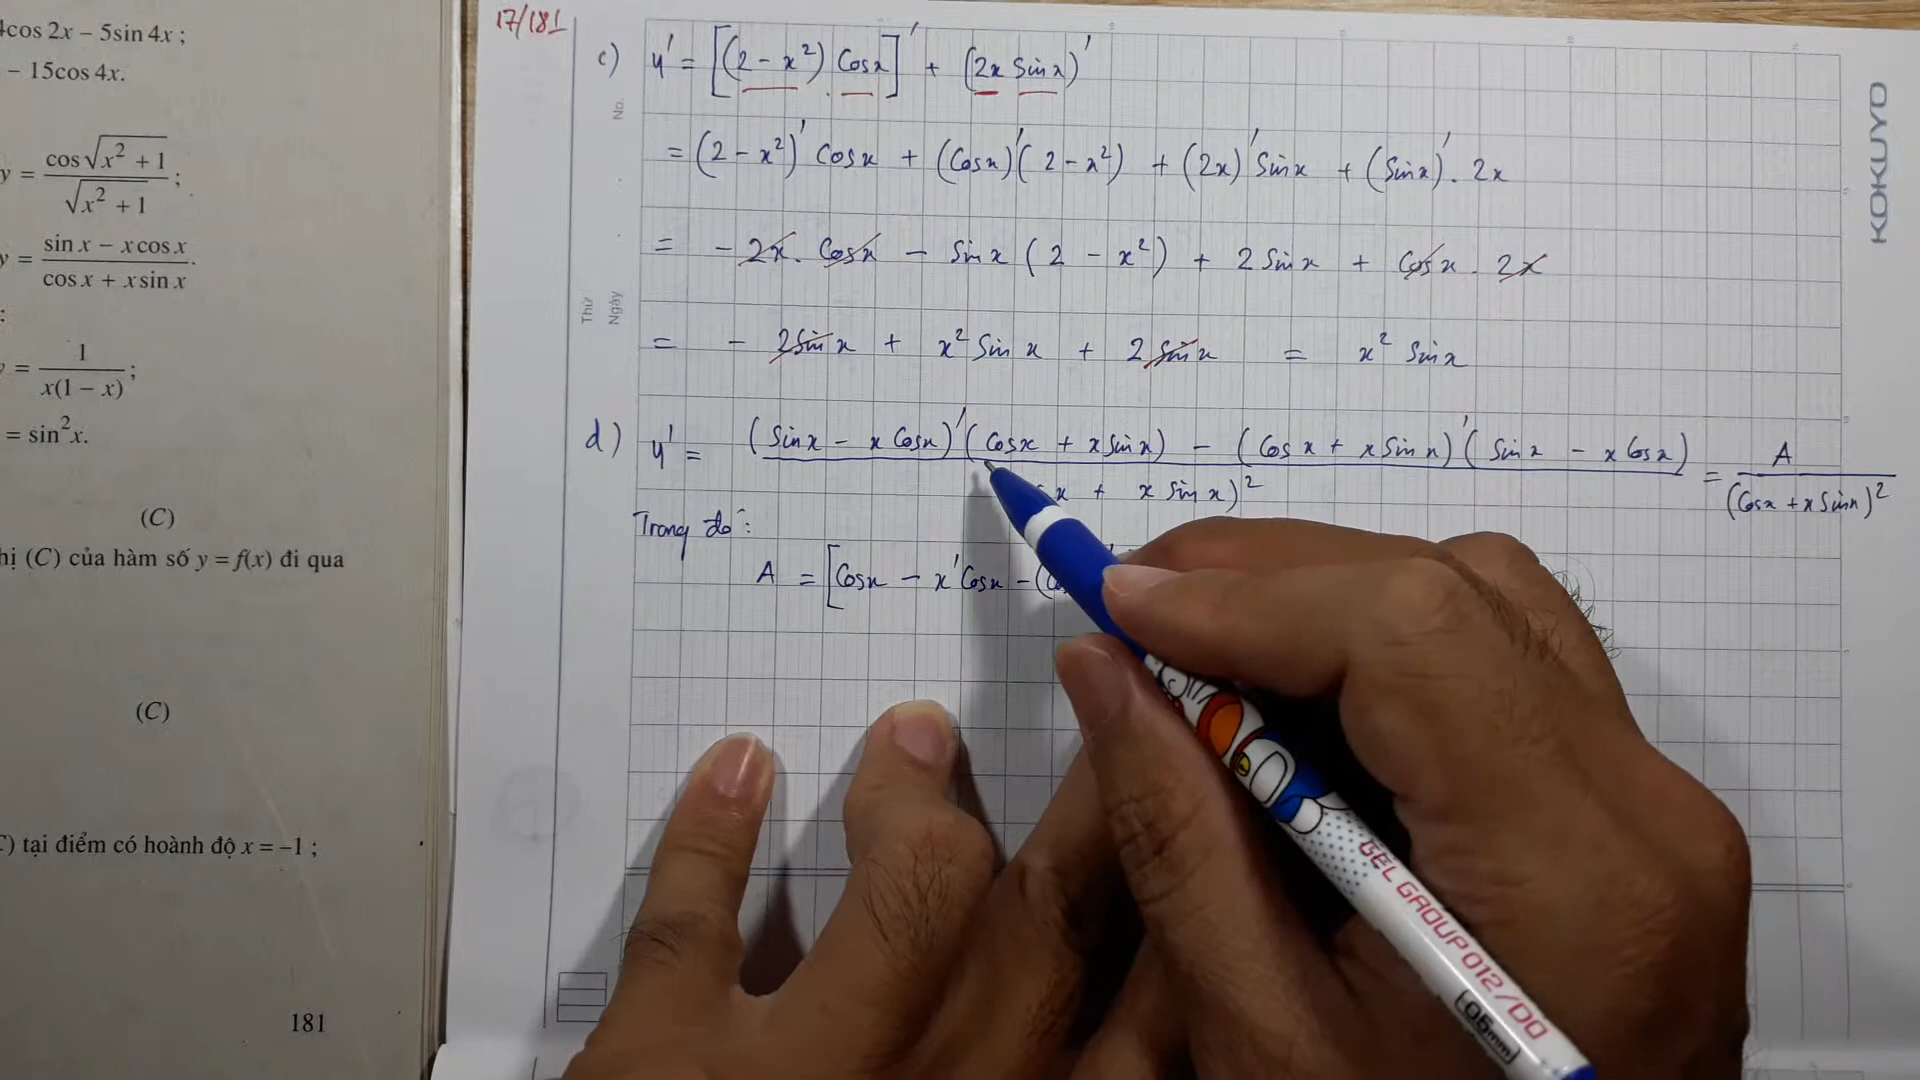 4cos 2x – 5sin 4x ;
– 15cos 4x.
y = cos√(x² + 1) / √(x² + 1) ;
y = (sin x – x cos x) / (cos x + x sin x).
:
= 1 / (x(1 – x)) ;
= sin²x.
(C)
hị (C) của hàm số y = f(x) đi qua
(C)
C) tại điểm có hoành độ x = –1 ;
181
17/181
KOKUYO
No.
Thứ
Ngày
c) y' = [(2 - x²) Cosx]' + (2x Sinx)'
= (2 - x²)' Cosx + (Cosx)'(2 - x²) + (2x)' Sinx + (Sinx)'. 2x
= - 2x. Cosx - Sinx (2 - x²) + 2 Sinx + Cosx. 2x
= - 2Sinx + x² Sinx + 2 Sinx = x² Sinx
d) y' = (Sinx - x Cosx)'(Cosx + x Sinx) - (Cosx + x Sinx)'(Sinx - x Cosx) / x + x Sinx)² = A / (Cosx + x Sinx)²
Trong đó:
A = [Cosx - x'Cosx - (Co
GEL GROUP 012/DO
0.6mm